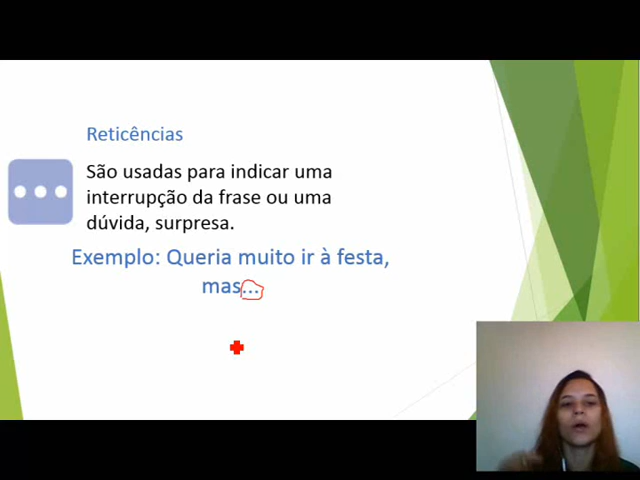 Reticências
São usadas para indicar uma
interrupção da frase ou uma
dúvida, surpresa.
Exemplo: Queria muito ir à festa,
mas...